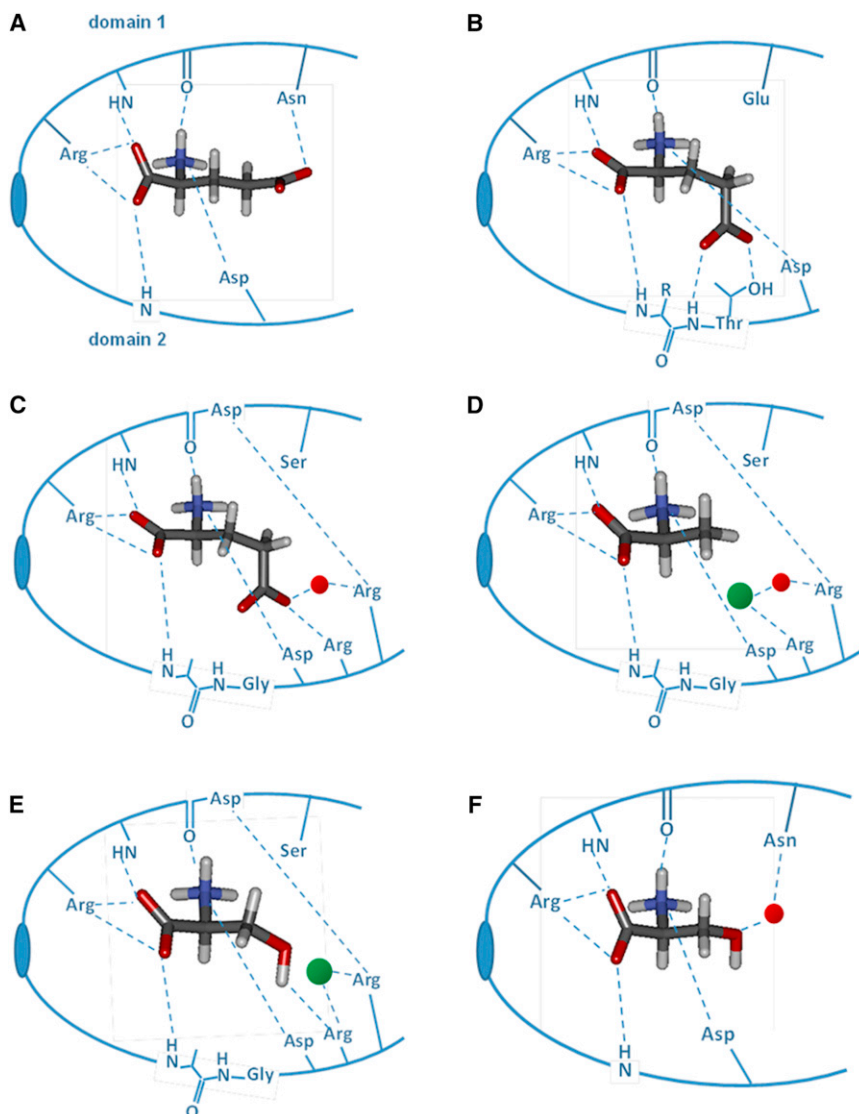 A
domain 1
O
HN
Asn
Arg
Asp
H
N
domain 2
B
O
HN
Glu
Arg
Asp
H
N
R
H
N
OH
Thr
O
C
Asp
O
HN
Ser
Arg
Arg
Arg
Asp
H
N
H
N
Gly
O
D
Asp
O
HN
Ser
Arg
Arg
Arg
Asp
H
N
H
N
Gly
O
E
Asp
O
HN
Ser
Arg
Arg
Arg
Asp
H
N
H
N
Gly
O
F
O
HN
Asn
Arg
Asp
H
N